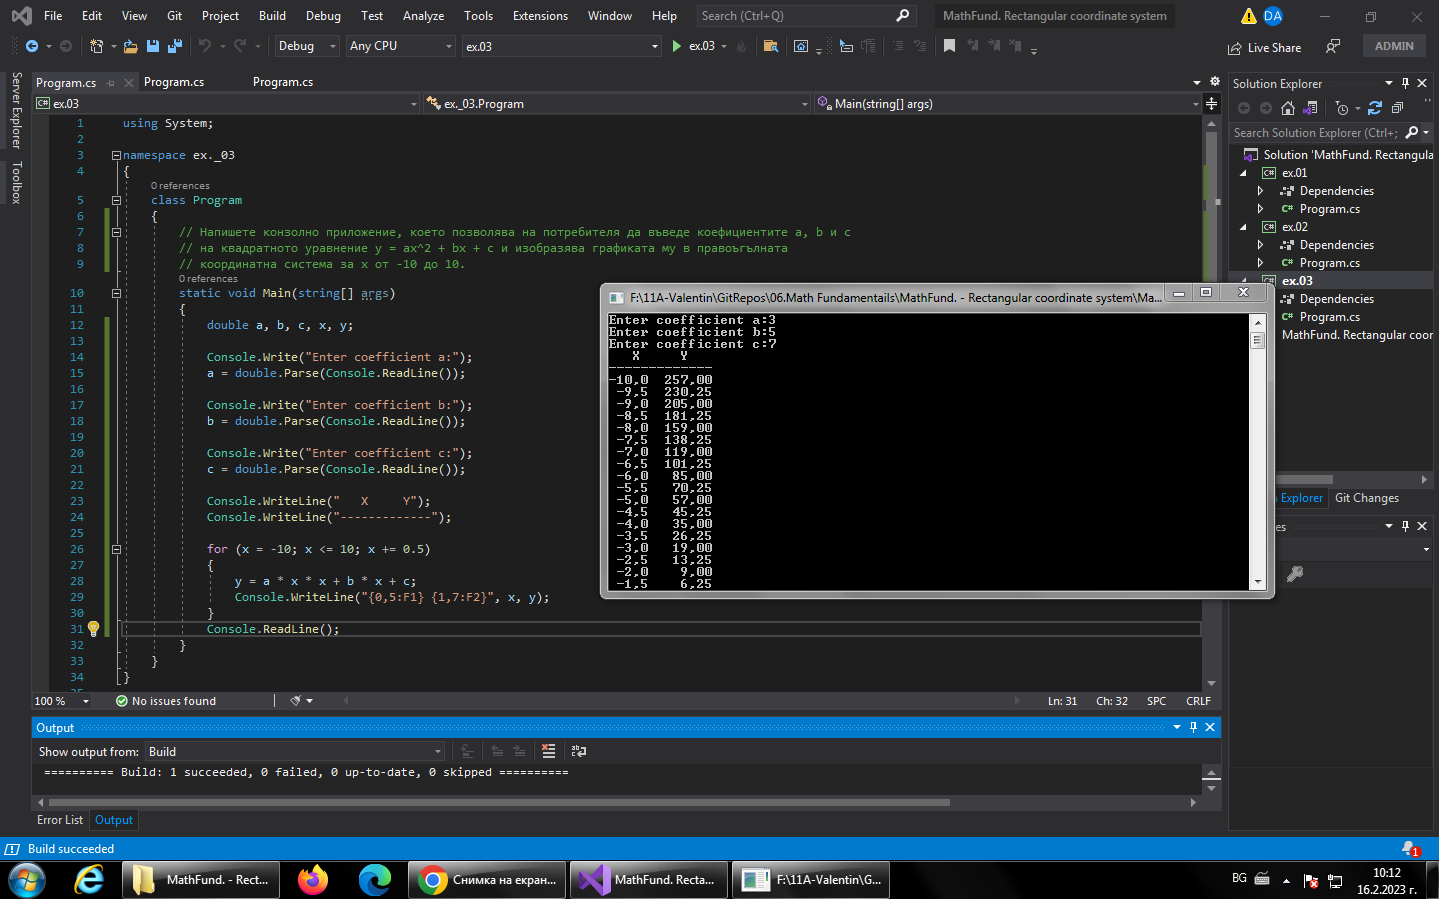 File Edit View Git Project Build Debug Test Analyze Tools Extensions Window Help Search (Ctrl+Q) MathFund. Rectangular coordinate system DA
Debug Any CPU ex.03 ex.03 Live Share ADMIN
Server Explorer
Toolbox
Program.cs Program.cs Program.cs
ex.03 ex._03.Program Main(string[] args)
1 using System;
2
3 namespace ex._03
4 {
0 references
5 class Program
6 {
7 // Напишете конзолно приложение, което позволява на потребителя да въведе коефициентите a, b и c
8 // на квадратното уравнение y = ax^2 + bx + c и изобразява графиката му в правоъгълната
9 // координатна система за x от -10 до 10.
0 references
10 static void Main(string[] args)
11 {
12 double a, b, c, x, y;
13
14 Console.Write("Enter coefficient a:");
15 a = double.Parse(Console.ReadLine());
16
17 Console.Write("Enter coefficient b:");
18 b = double.Parse(Console.ReadLine());
19
20 Console.Write("Enter coefficient c:");
21 c = double.Parse(Console.ReadLine());
22
23 Console.WriteLine("   X     Y");
24 Console.WriteLine("-------------");
25
26 for (x = -10; x <= 10; x += 0.5)
27 {
28 y = a * x * x + b * x + c;
29 Console.WriteLine("{0,5:F1} {1,7:F2}", x, y);
30 }
31 Console.ReadLine();
32 }
33 }
34 }
100 % No issues found Ln: 31 Ch: 32 SPC CRLF
F:\11A-Valentin\GitRepos\06.Math Fundamentails\MathFund. - Rectangular coordinate system\Ma...
Enter coefficient a:3
Enter coefficient b:5
Enter coefficient c:7
X Y
-------------
-10,0 257,00
-9,5 230,25
-9,0 205,00
-8,5 181,25
-8,0 159,00
-7,5 138,25
-7,0 119,00
-6,5 101,25
-6,0 85,00
-5,5 70,25
-5,0 57,00
-4,5 45,25
-4,0 35,00
-3,5 26,25
-3,0 19,00
-2,5 13,25
-2,0 9,00
-1,5 6,25
Solution Explorer
Search Solution Explorer (Ctrl+;
Solution 'MathFund. Rectangula
ex.01
Dependencies
Program.cs
ex.02
Dependencies
Program.cs
ex.03
Dependencies
Program.cs
MathFund. Rectangular coor
Explorer Git Changes
es
Output
Show output from: Build
========== Build: 1 succeeded, 0 failed, 0 up-to-date, 0 skipped ==========
Error List Output
Build succeeded 1
MathFund. - Rect... Снимка на екран... MathFund. Recta... F:\11A-Valentin\G... BG 10:12
16.2.2023 г.